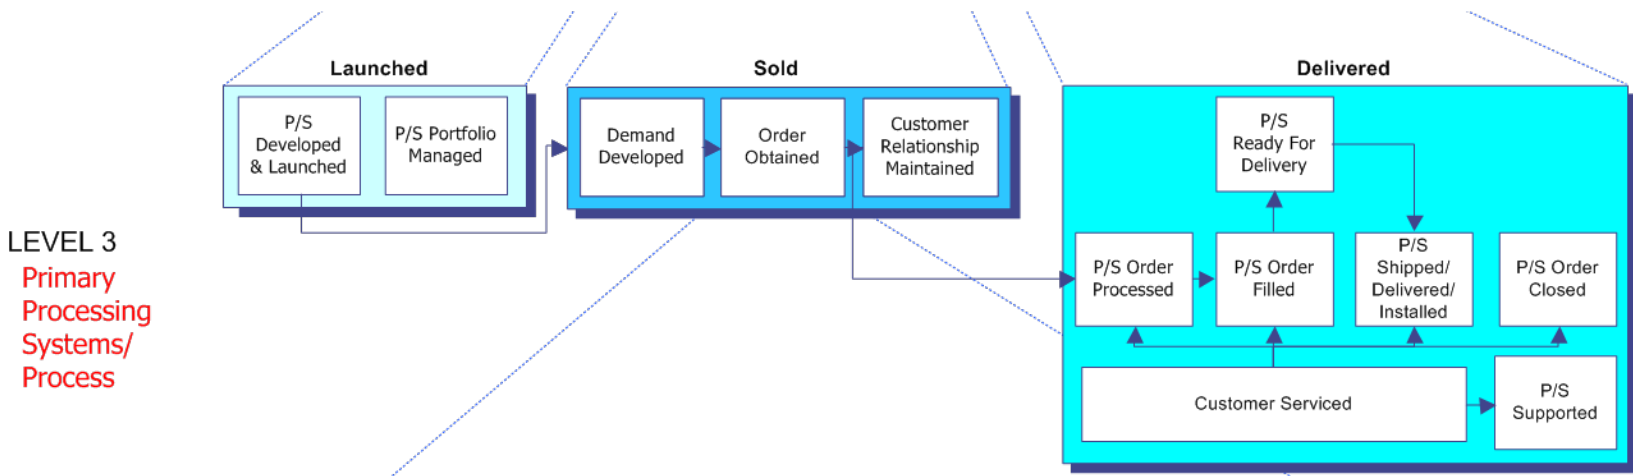 Launched
Sold
Delivered
P/S
Developed
& Launched
P/S Portfolio
Managed
Demand
Developed
Order
Obtained
Customer
Relationship
Maintained
P/S
Ready For
Delivery
LEVEL 3
Primary
Processing
Systems/
Process
P/S Order
Processed
P/S Order
Filled
P/S
Shipped/
Delivered/
Installed
P/S Order
Closed
Customer Serviced
P/S
Supported